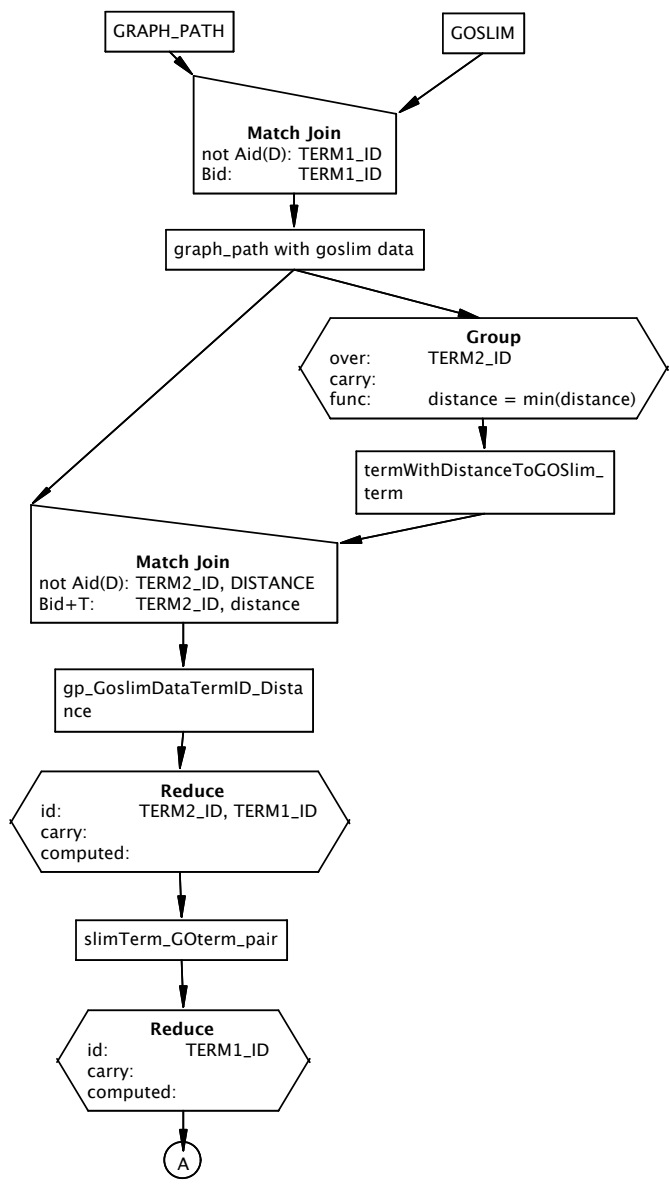 GRAPH_PATH
GOSLIM
Match Join
not Aid(D): TERM1_ID
Bid: TERM1_ID
graph_path with goslim data
Group
over: TERM2_ID
carry:
func: distance = min(distance)
termWithDistanceToGOSlim_
term
Match Join
not Aid(D): TERM2_ID, DISTANCE
Bid+T: TERM2_ID, distance
gp_GoslimDataTermID_Dista
nce
Reduce
id: TERM2_ID, TERM1_ID
carry:
computed:
slimTerm_GOterm_pair
Reduce
id: TERM1_ID
carry:
computed:
A